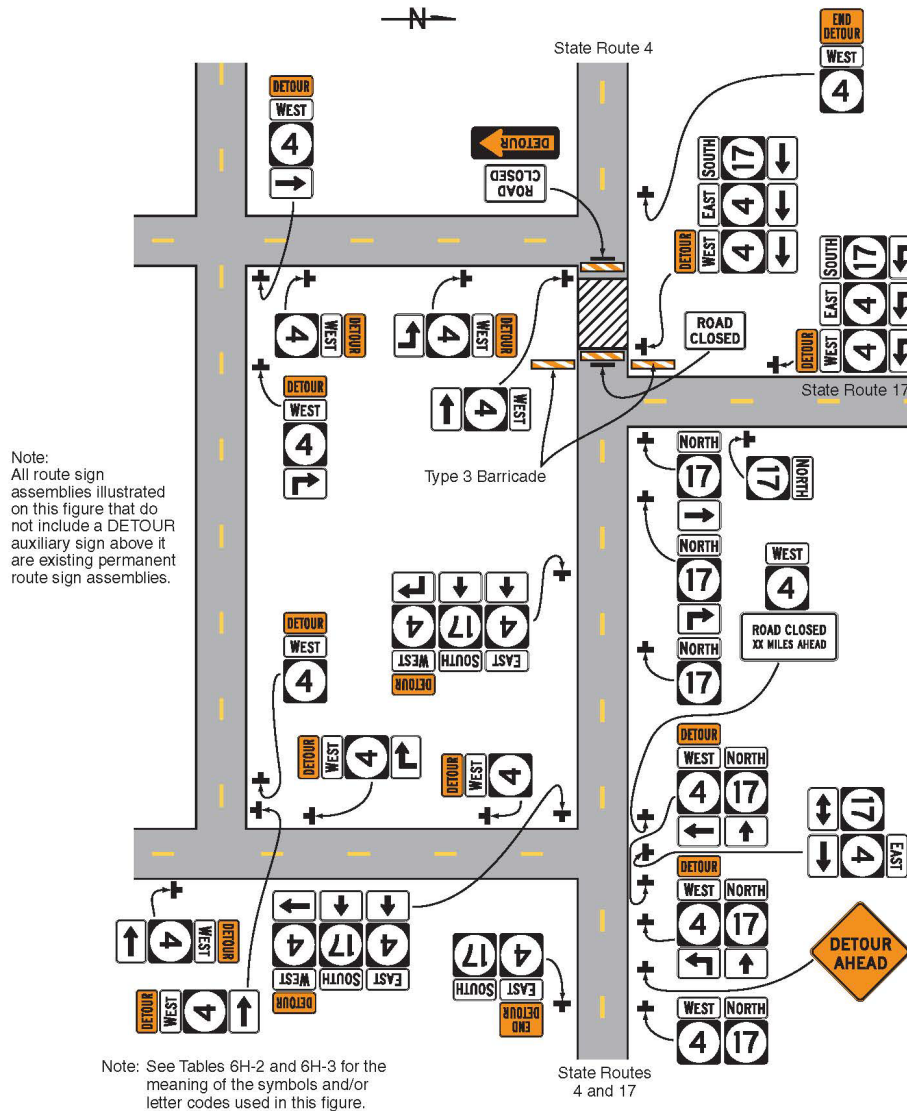 N
State Route 4
END
DETOUR
WEST
4
DETOUR
WEST
4
DETOUR
ROAD
CLOSED
SOUTH
17
EAST
4
DETOUR
WEST
4
SOUTH
17
EAST
4
DETOUR
WEST
4
State Route 17
ROAD
CLOSED
4
WEST
DETOUR
4
WEST
DETOUR
4
WEST
DETOUR
WEST
4
Type 3 Barricade
Note:
All route sign
assemblies illustrated
on this figure that do
not include a DETOUR
auxiliary sign above it
are existing permanent
route sign assemblies.
NORTH
17
17
NORTH
NORTH
17
NORTH
17
WEST
4
ROAD CLOSED
XX MILES AHEAD
4
17
4
WEST
SOUTH
EAST
DETOUR
DETOUR
WEST
4
DETOUR
WEST
4
DETOUR
WEST
4
DETOUR
WEST NORTH
4 17
17
4
EAST
DETOUR
WEST NORTH
4 17
DETOUR
AHEAD
WEST NORTH
4 17
4
WEST
DETOUR
DETOUR
WEST
4
4
17
4
WEST
SOUTH
EAST
DETOUR
17
4
SOUTH
EAST
END
DETOUR
State Routes
4 and 17
Note: See Tables 6H-2 and 6H-3 for the
meaning of the symbols and/or
letter codes used in this figure.